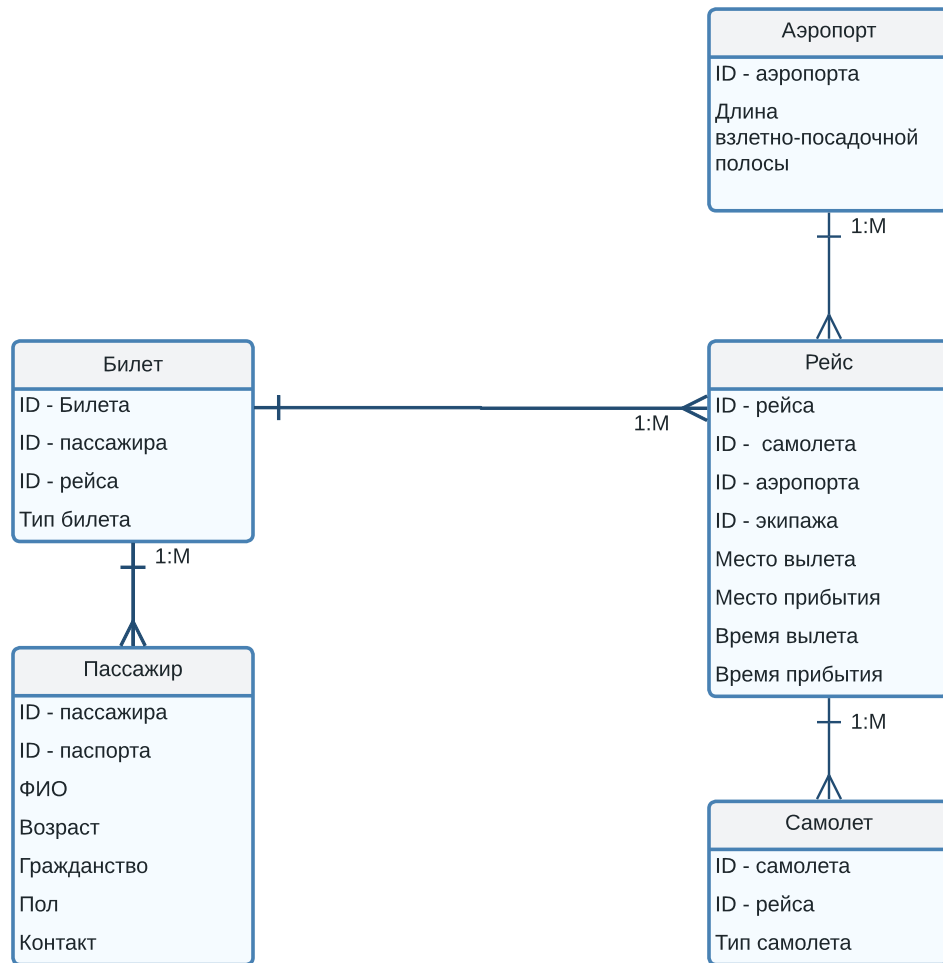 Аэропорт
ID - аэропорта
Длина
взлетно-посадочной
полосы
1:M
Билет
ID - Билета
ID - пассажира
ID - рейса
Тип билета
1:M
1:M
Рейс
ID - рейса
ID -  самолета
ID - аэропорта
ID - экипажа
Место вылета
Место прибытия
Время вылета
Время прибытия
1:M
Пассажир
ID - пассажира
ID - паспорта
ФИО
Возраст
Гражданство
Пол
Контакт
Самолет
ID - самолета
ID - рейса
Тип самолета